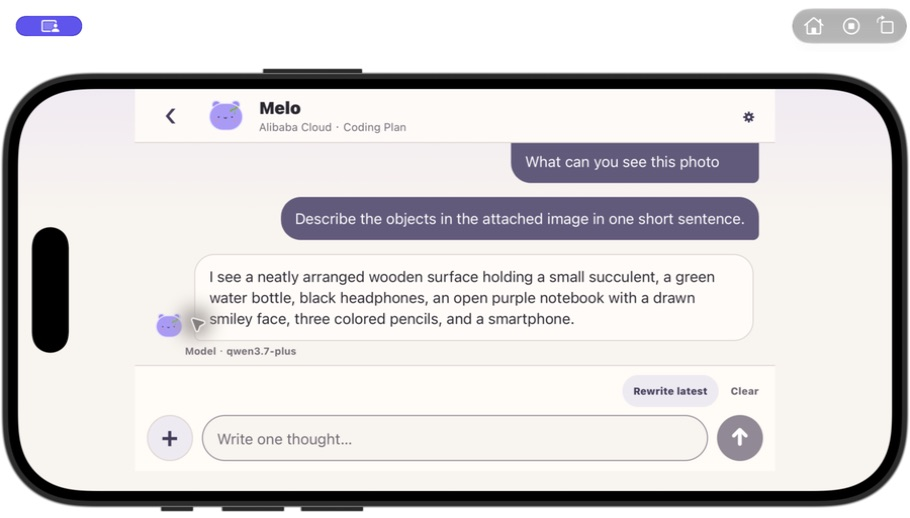 Melo
Alibaba Cloud · Coding Plan
What can you see this photo
Describe the objects in the attached image in one short sentence.
I see a neatly arranged wooden surface holding a small succulent, a green
water bottle, black headphones, an open purple notebook with a drawn
smiley face, three colored pencils, and a smartphone.
Model · qwen3.7-plus
Rewrite latest
Clear
Write one thought...